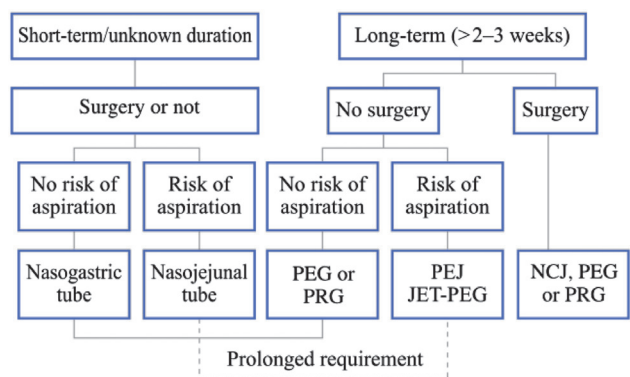 Short-term/unknown duration
Long-term (>2–3 weeks)
Surgery or not
No surgery
Surgery
No risk of
aspiration
Risk of
aspiration
No risk of
aspiration
Risk of
aspiration
Nasogastric
tube
Nasojejunal
tube
PEG or
PRG
PEJ
JET-PEG
NCJ, PEG
or PRG
Prolonged requirement